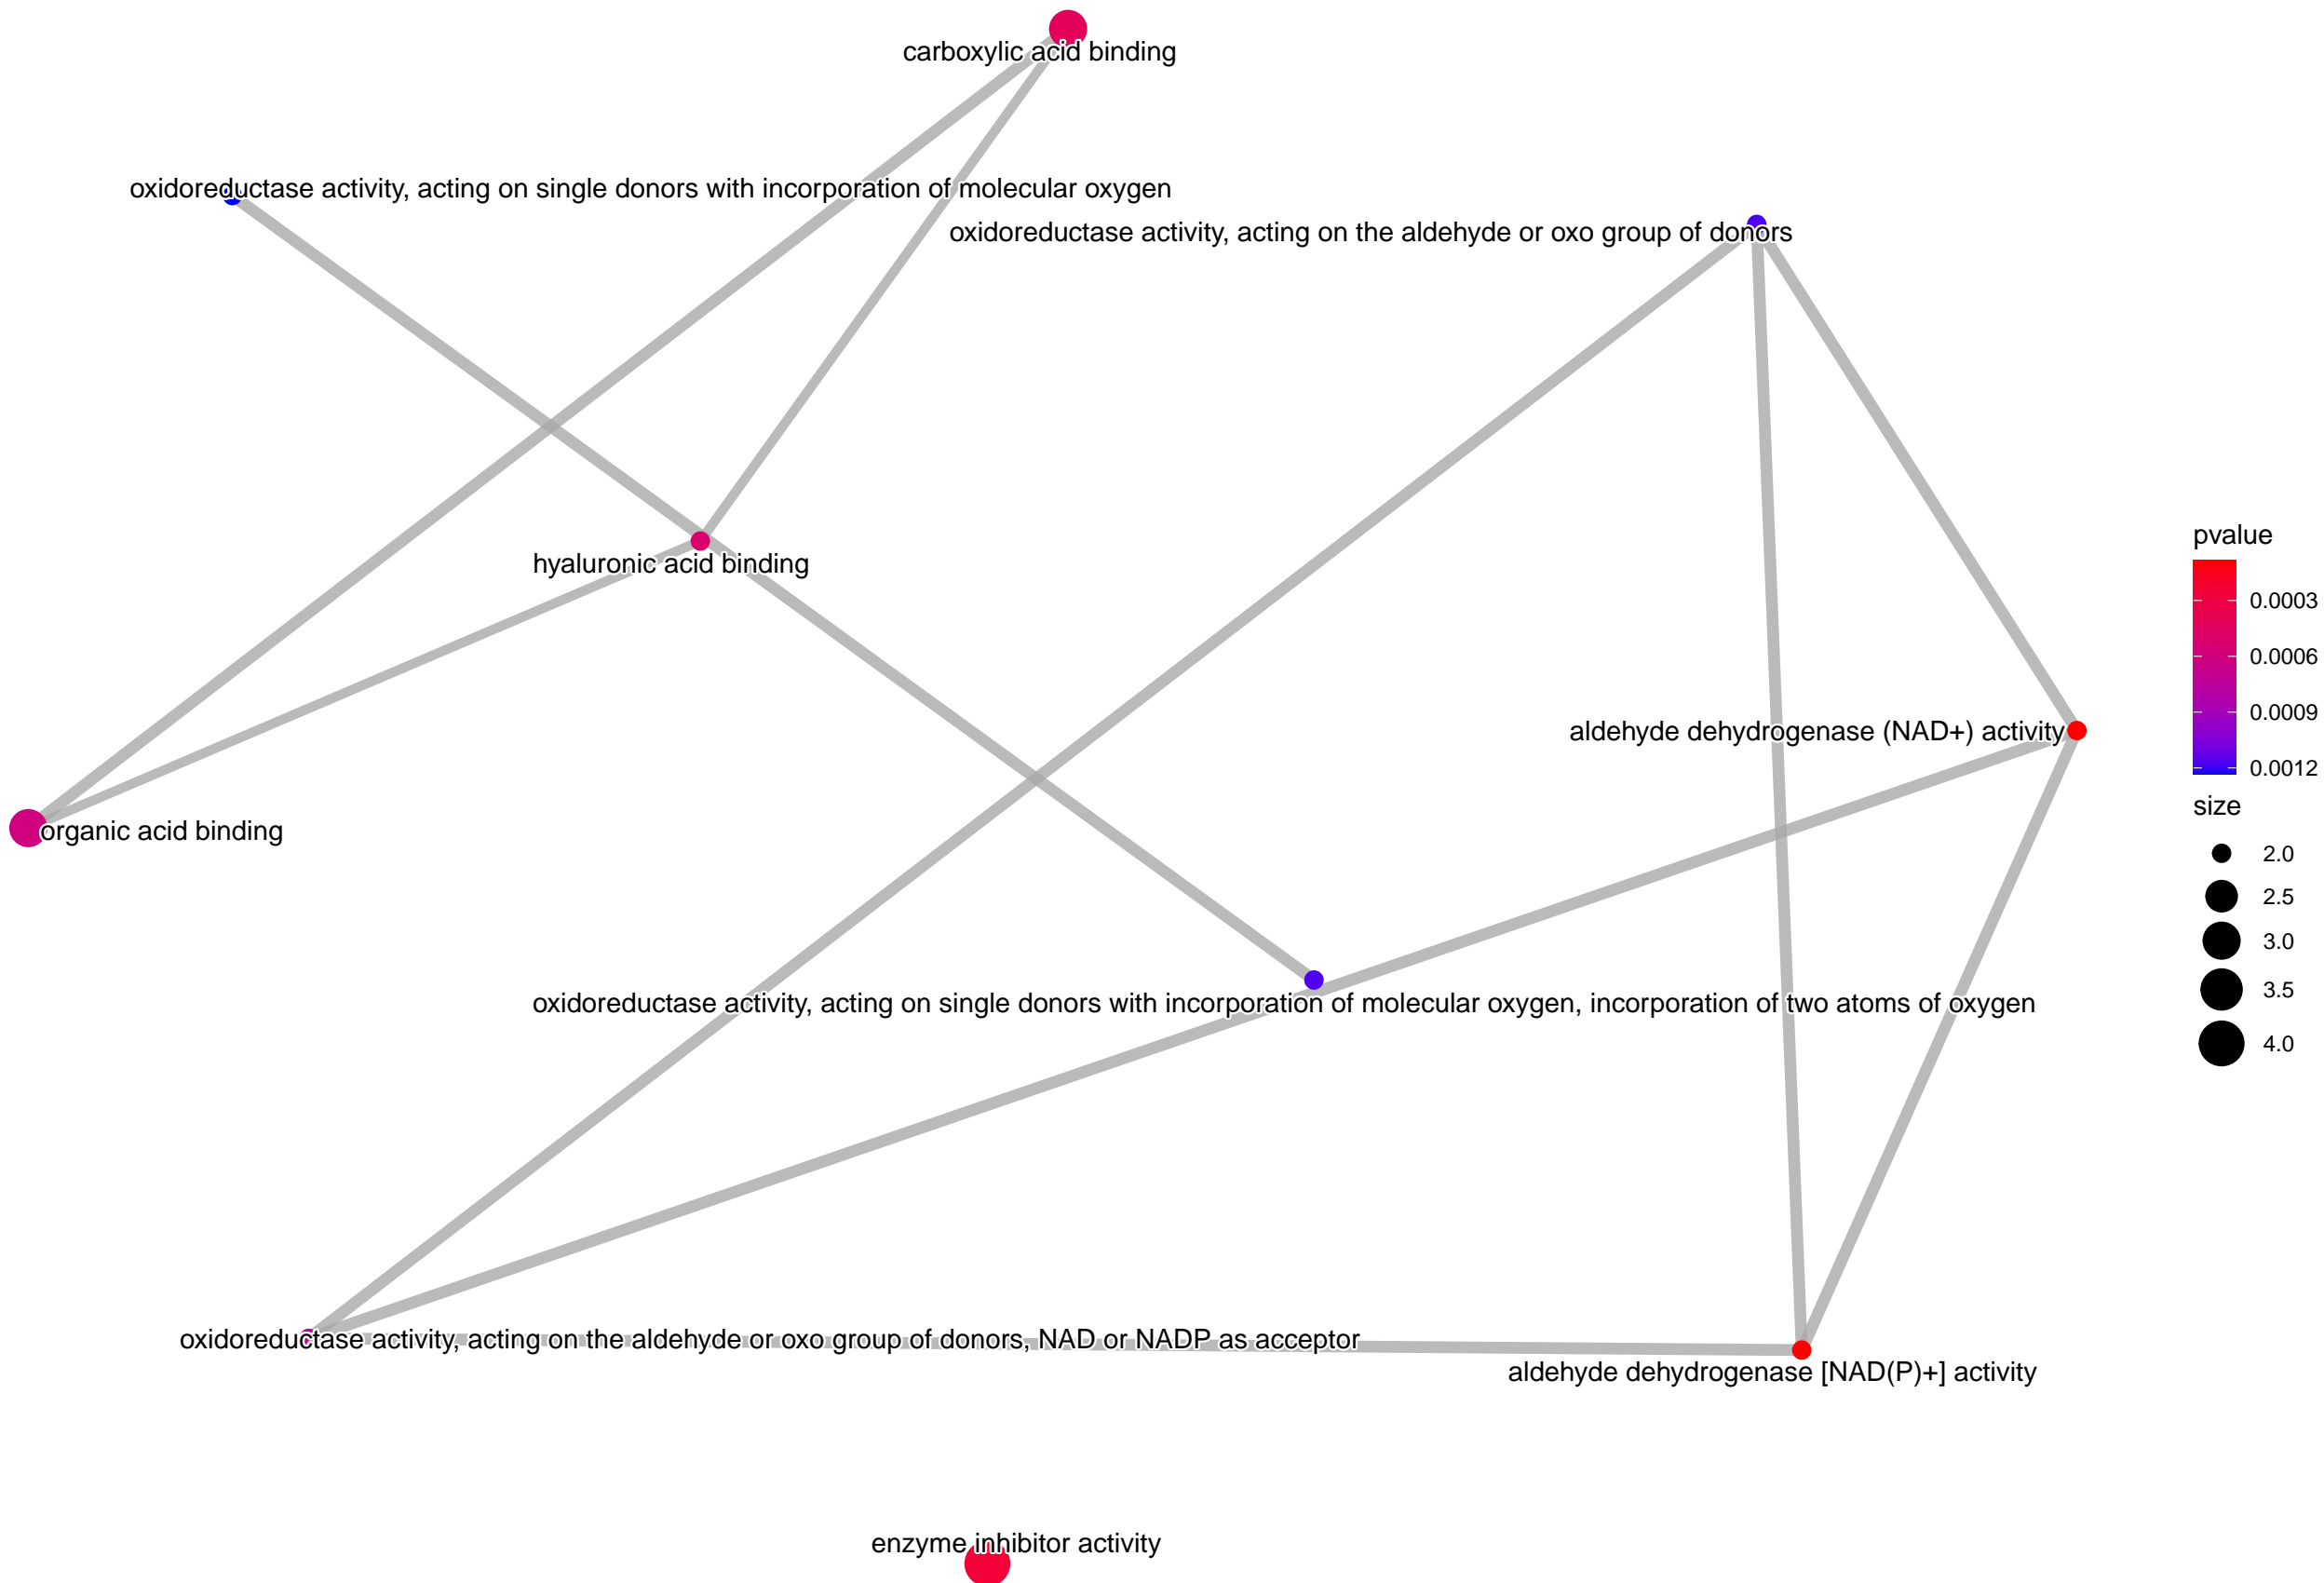 carboxylic acid binding
oxidoreductase activity, acting on single donors with incorporation of molecular oxygen
oxidoreductase activity, acting on the aldehyde or oxo group of donors
hyaluronic acid binding
aldehyde dehydrogenase (NAD+) activity
organic acid binding
oxidoreductase activity, acting on single donors with incorporation of molecular oxygen, incorporation of two atoms of oxygen
oxidoreductase activity, acting on the aldehyde or oxo group of donors, NAD or NADP as acceptor
aldehyde dehydrogenase [NAD(P)+] activity
enzyme inhibitor activity
pvalue
0.0003
0.0006
0.0009
0.0012
size
2.0
2.5
3.0
3.5
4.0